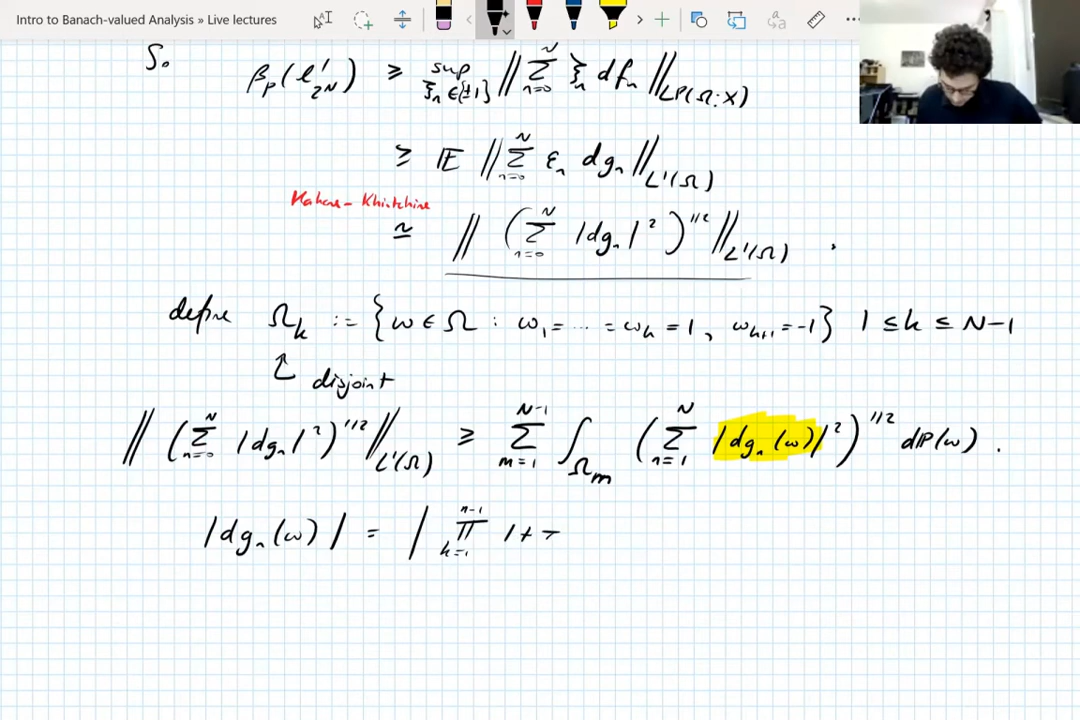 Intro to Banach-valued Analysis » Live lectures
So
β_p(ℓ¹_{2^N}) ≥ sup_{ξ_n ∈ {±1}} ‖ Σ_{n=0}^N ξ_n df_n ‖_{L^p(Ω;X)}
≥ 𝔼 ‖ Σ_{n=0}^N ε_n dg_n ‖_{L¹(Ω)}
Kahane-Khintchine
≃ ‖ ( Σ_{n=0}^N |dg_n|² )^{1/2} ‖_{L¹(Ω)} .
define Ω_k := { ω ∈ Ω : ω_1 = ... = ω_k = 1, ω_{k+1} = -1 } 1 ≤ k ≤ N-1
↑ disjoint
‖ ( Σ_{n=0}^N |dg_n|² )^{1/2} ‖_{L¹(Ω)} ≥ Σ_{m=1}^{N-1} ∫_{Ω_m} ( Σ_{n=1}^N |dg_n(ω)|² )^{1/2} dℙ(ω) .
|dg_n(ω)| = | Π_{k=1}^{n-1} 1+